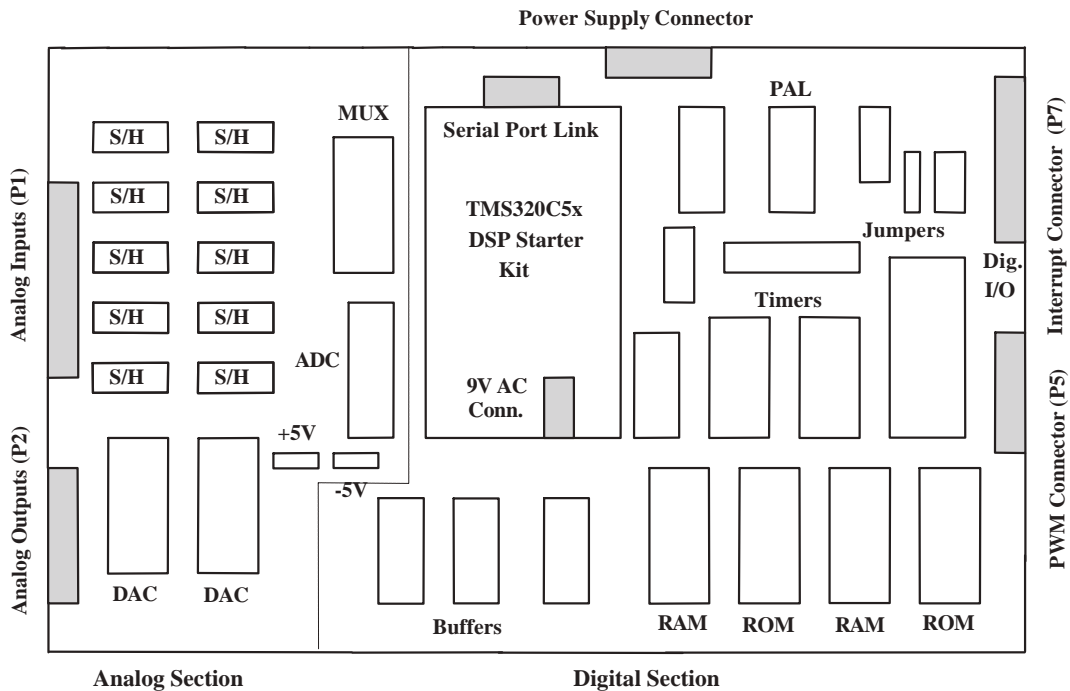 Power Supply Connector
MUX
PAL
Serial Port Link
S/H
S/H
S/H
S/H
S/H
S/H
S/H
S/H
S/H
S/H
TMS320C5x
DSP Starter
Kit
Jumpers
Dig.
I/O
Timers
ADC
9V AC
Conn.
+5V
-5V
DAC
DAC
Buffers
RAM
ROM
RAM
ROM
Analog Inputs (P1)
Analog Outputs (P2)
Interrupt Connector (P7)
PWM Connector (P5)
Analog Section
Digital Section